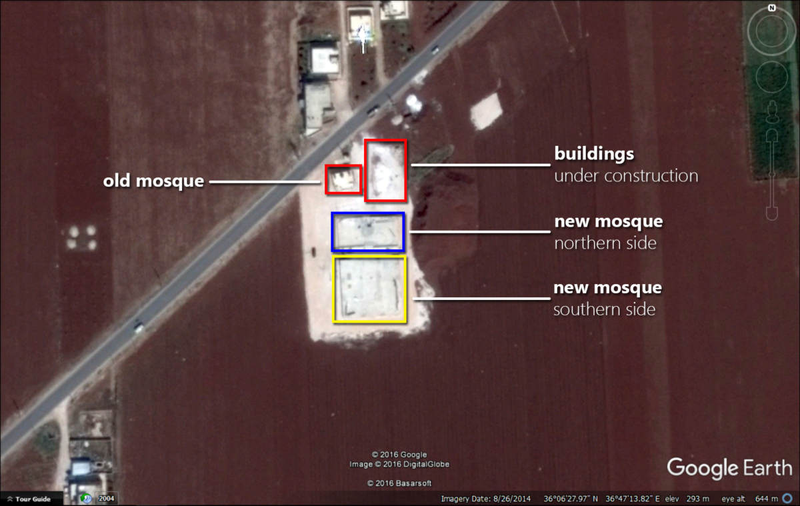 N
old mosque
buildings
under construction
new mosque
northern side
new mosque
southern side
© 2016 Google
Image © 2016 DigitalGlobe
© 2016 Basarsoft
Google Earth
Tour Guide
2004
Imagery Date: 8/26/2014 36°06'27.97" N 36°47'13.82" E elev 293 m eye alt 644 m